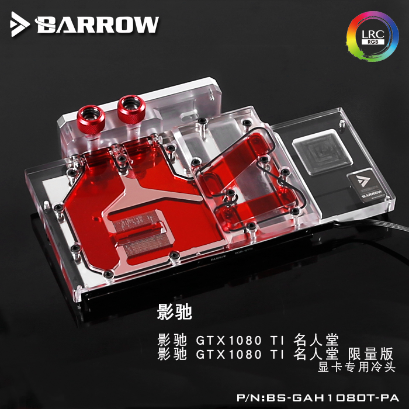 BARROW
LRC
RGB
BARROW
影驰
影驰 GTX1080 TI 名人堂
影驰 GTX1080 TI 名人堂 限量版
显卡专用冷头
P/N:BS-GAH1080T-PA